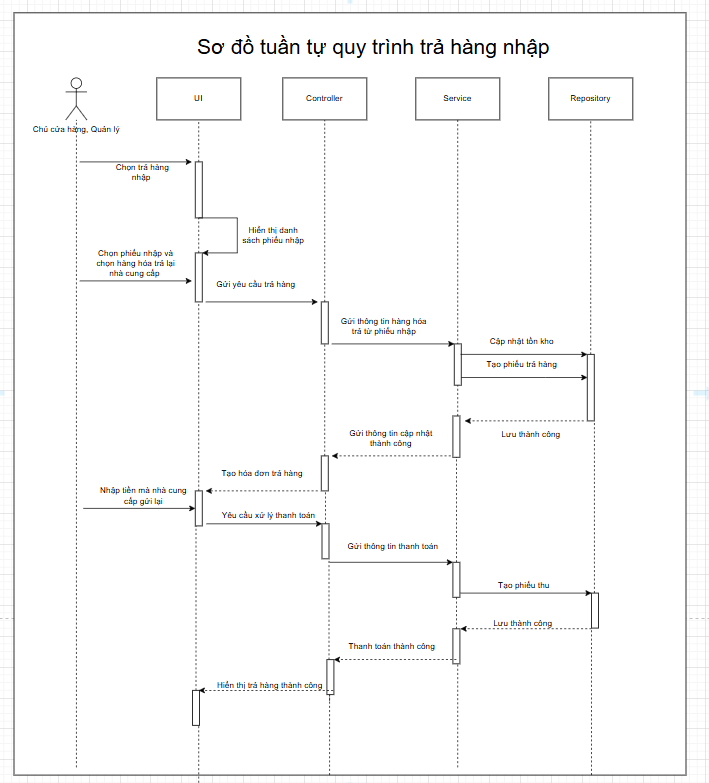 Sơ đồ tuần tự quy trình trả hàng nhập
UI
Controller
Service
Repository
Chủ cửa hàng, Quản lý
Chọn trả hàng
nhập
Hiển thị danh
sách phiếu nhập
Chọn phiếu nhập và
chọn hàng hóa trả lại
nhà cung cấp
Gửi yêu cầu trả hàng
Gửi thông tin hàng hóa
trả từ phiếu nhập
Cập nhật tồn kho
Tạo phiếu trả hàng
Lưu thành công
Gửi thông tin cập nhật
thành công
Tạo hóa đơn trả hàng
Nhập tiền mà nhà cung
cấp gửi lại
Yêu cầu xử lý thanh toán
Gửi thông tin thanh toán
Tạo phiếu thu
Lưu thành công
Thanh toán thành công
Hiển thị trả hàng thành công